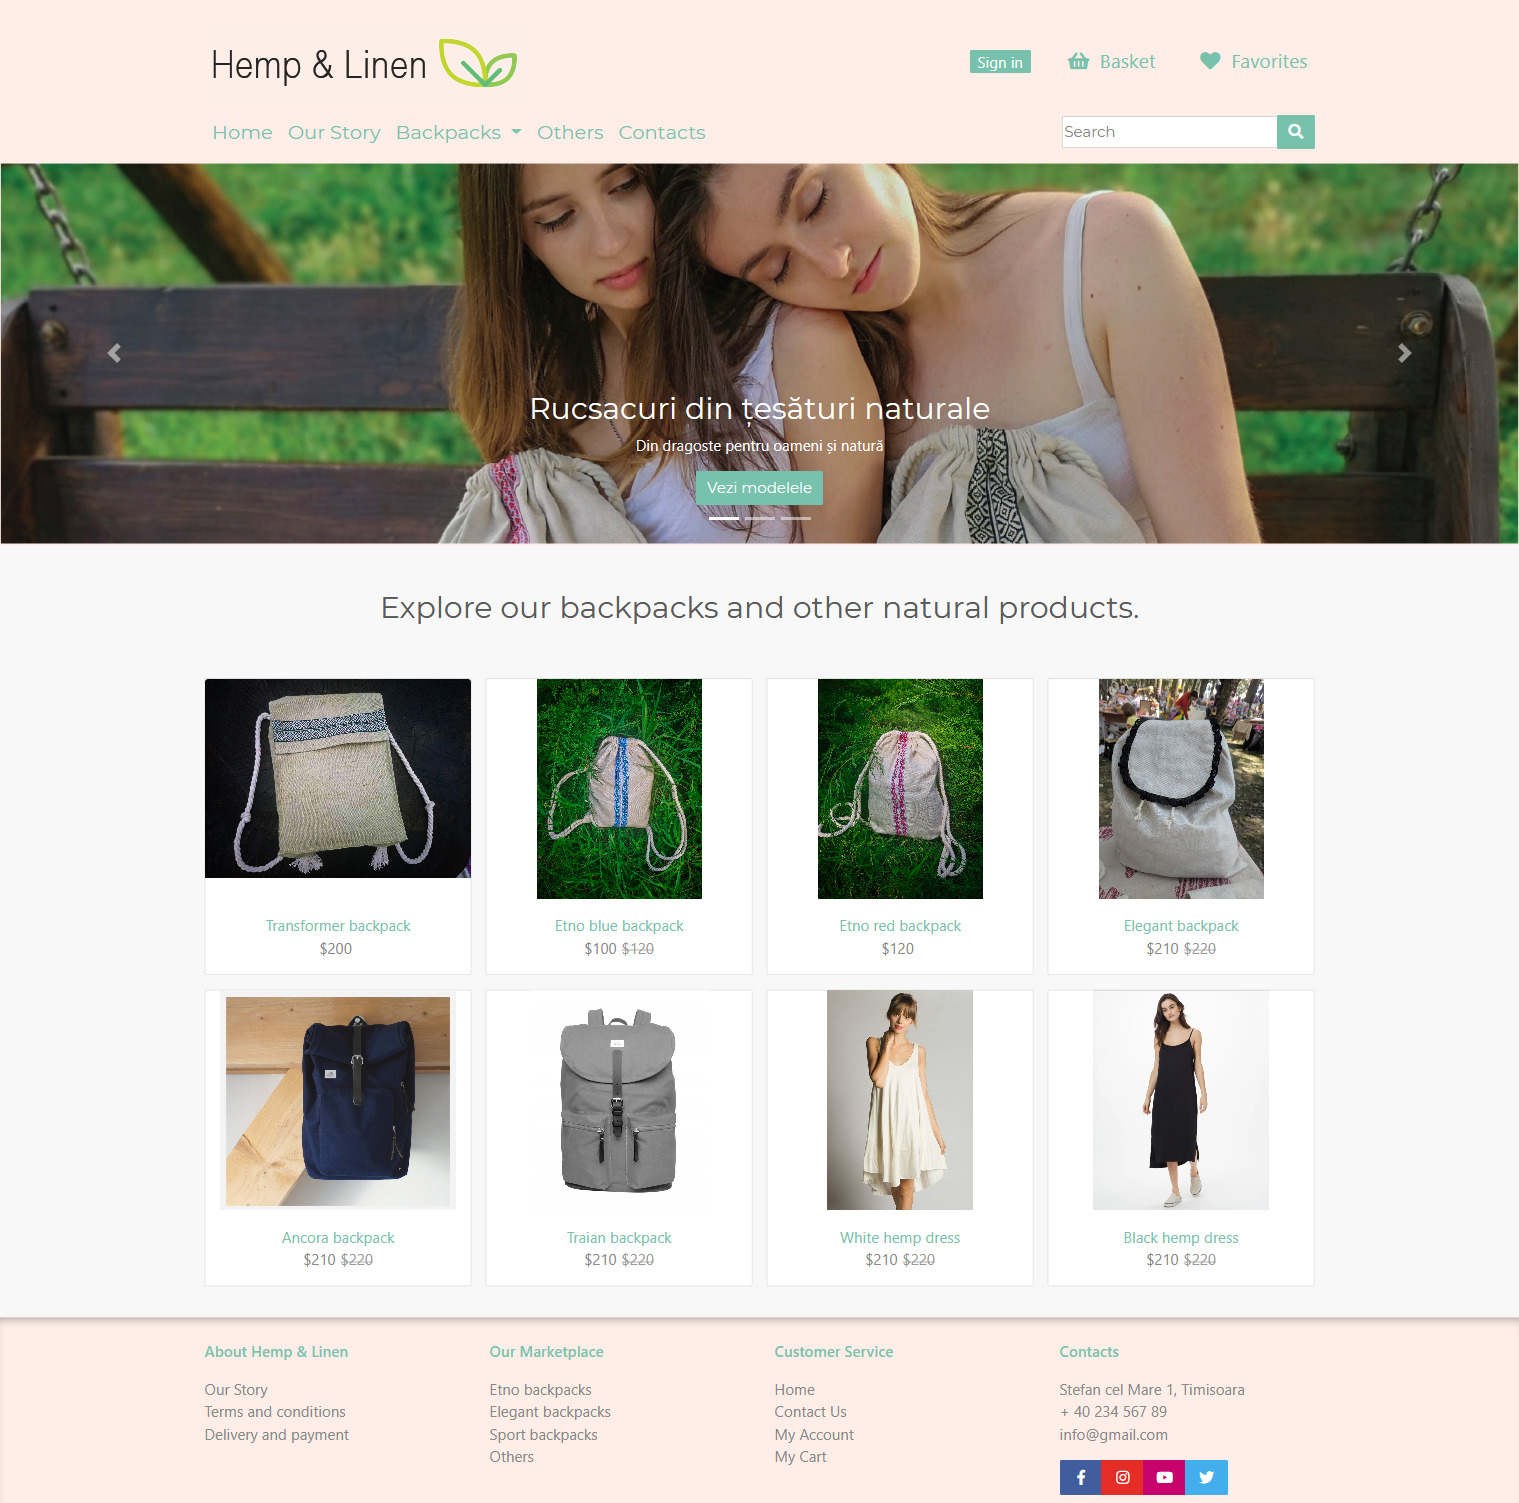 Hemp & Linen
Sign in
Basket
Favorites
Home
Our Story
Backpacks
Others
Contacts
Search
Rucsacuri din țesături naturale
Din dragoste pentru oameni și natură
Vezi modelele
Explore our backpacks and other natural products.
Transformer backpack
$200
Etno blue backpack
$100 $120
Etno red backpack
$120
Elegant backpack
$210 $220
Ancora backpack
$210 $220
Traian backpack
$210 $220
White hemp dress
$210 $220
Black hemp dress
$210 $220
About Hemp & Linen
Our Story
Terms and conditions
Delivery and payment
Our Marketplace
Etno backpacks
Elegant backpacks
Sport backpacks
Others
Customer Service
Home
Contact Us
My Account
My Cart
Contacts
Stefan cel Mare 1, Timisoara
+ 40 234 567 89
info@gmail.com